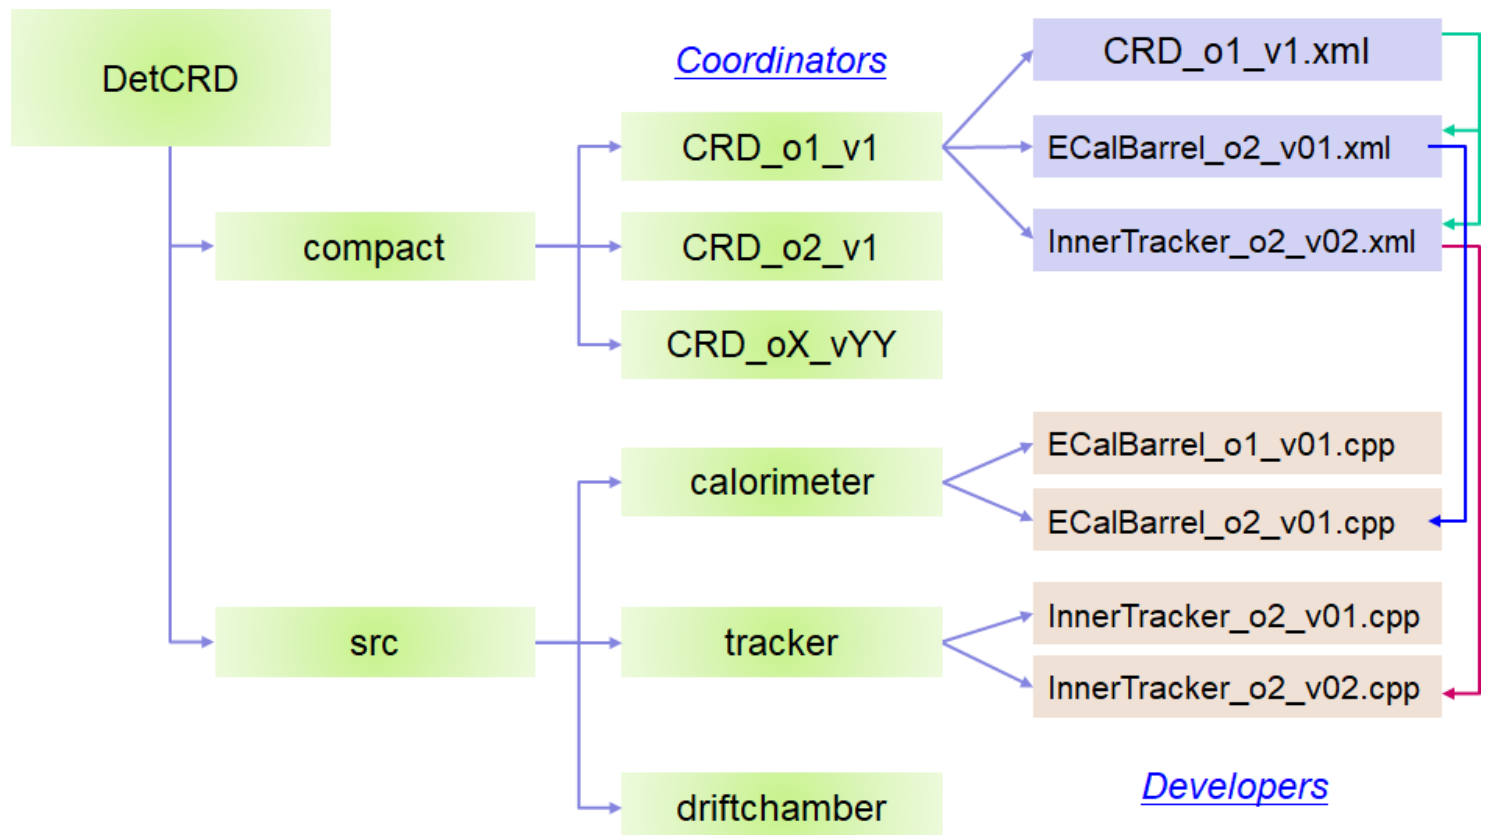 DetCRD
Coordinators
CRD_o1_v1.xml
CRD_o1_v1
ECalBarrel_o2_v01.xml
compact
CRD_o2_v1
InnerTracker_o2_v02.xml
CRD_oX_vYY
ECalBarrel_o1_v01.cpp
calorimeter
ECalBarrel_o2_v01.cpp
InnerTracker_o2_v01.cpp
src
tracker
InnerTracker_o2_v02.cpp
Developers
driftchamber